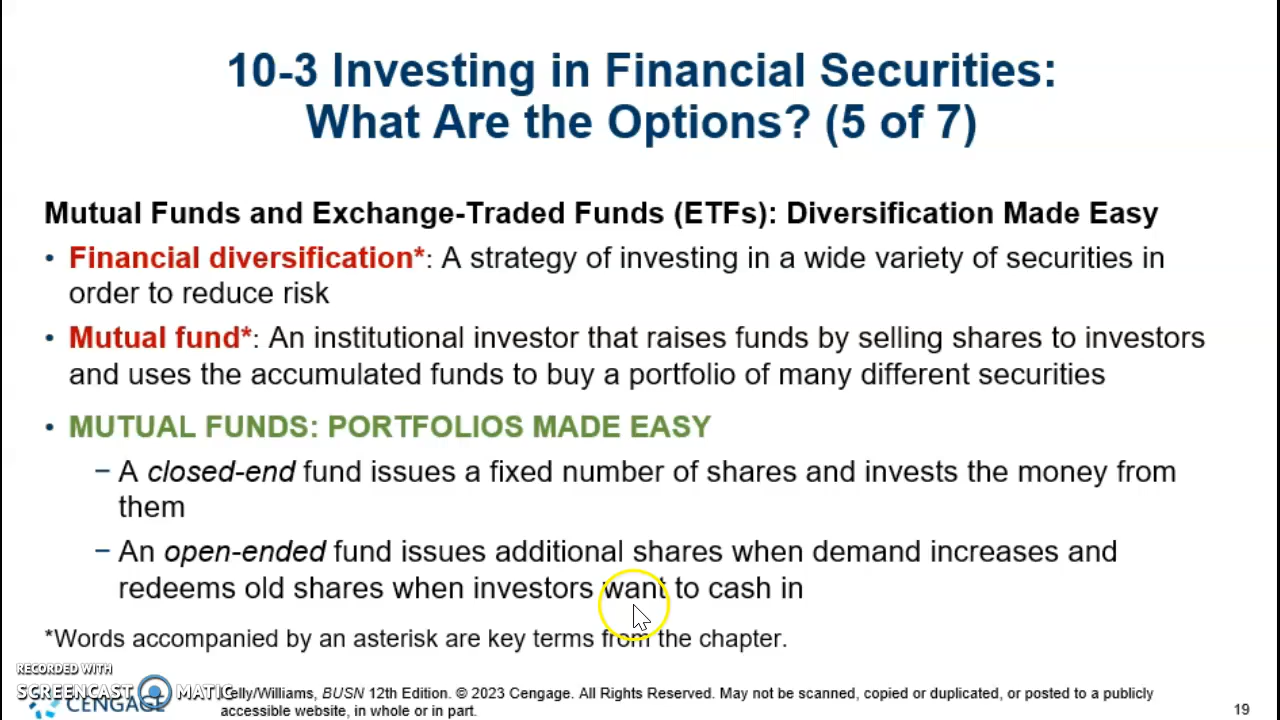 10-3 Investing in Financial Securities:
What Are the Options? (5 of 7)
Mutual Funds and Exchange-Traded Funds (ETFs): Diversification Made Easy
• Financial diversification*: A strategy of investing in a wide variety of securities in
order to reduce risk
• Mutual fund*: An institutional investor that raises funds by selling shares to investors
and uses the accumulated funds to buy a portfolio of many different securities
• MUTUAL FUNDS: PORTFOLIOS MADE EASY
− A closed-end fund issues a fixed number of shares and invests the money from
them
− An open-ended fund issues additional shares when demand increases and
redeems old shares when investors want to cash in
*Words accompanied by an asterisk are key terms from the chapter.
RECORDED WITH
SCREENCAST MATIC
CENGAGE
elly/Williams, BUSN 12th Edition. © 2023 Cengage. All Rights Reserved. May not be scanned, copied or duplicated, or posted to a publicly
accessible website, in whole or in part.
19